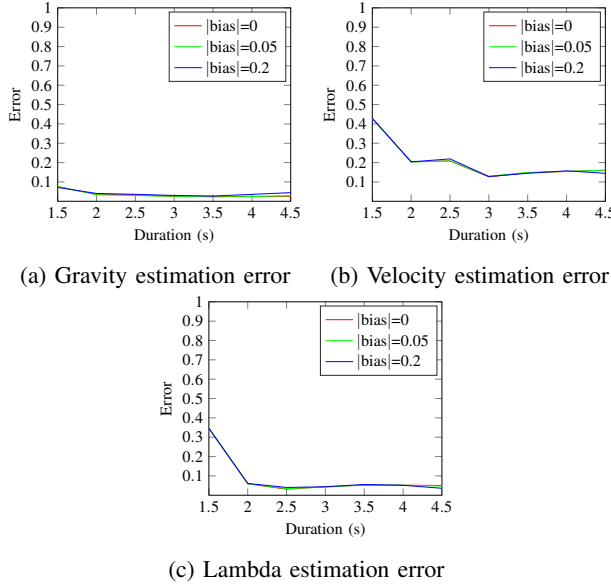 1
0.9
0.8
0.7
0.6
0.5
0.4
0.3
0.2
0.1
Error
|bias|=0
|bias|=0.05
|bias|=0.2
1.5 2 2.5 3 3.5 4 4.5
Duration (s)
(a) Gravity estimation error
1
0.9
0.8
0.7
0.6
0.5
0.4
0.3
0.2
0.1
Error
|bias|=0
|bias|=0.05
|bias|=0.2
1.5 2 2.5 3 3.5 4 4.5
Duration (s)
(b) Velocity estimation error
1
0.9
0.8
0.7
0.6
0.5
0.4
0.3
0.2
0.1
Error
|bias|=0
|bias|=0.05
|bias|=0.2
1.5 2 2.5 3 3.5 4 4.5
Duration (s)
(c) Lambda estimation error